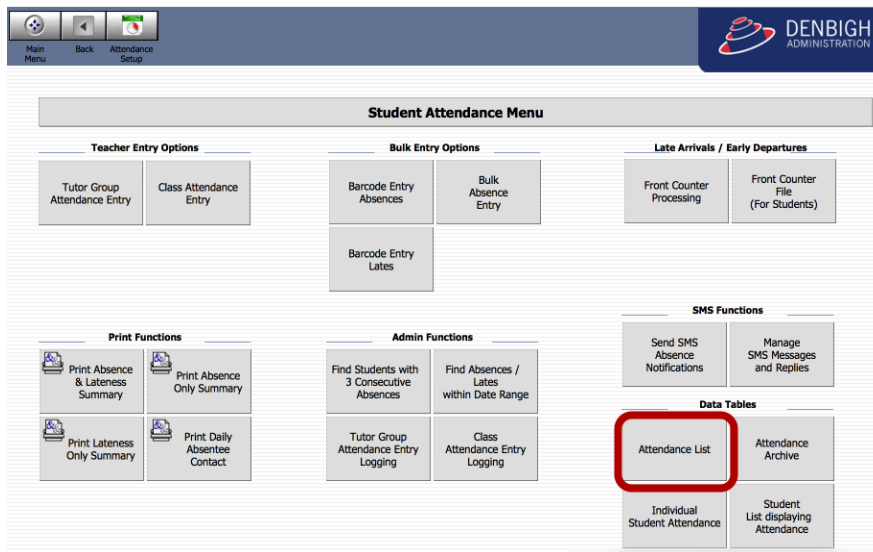 Main
Menu
Back
Attendance
Setup
DENBIGH
ADMINISTRATION
Student Attendance Menu
Teacher Entry Options
Bulk Entry Options
Late Arrivals / Early Departures
Tutor Group
Attendance Entry
Class Attendance
Entry
Barcode Entry
Absences
Bulk
Absence
Entry
Front Counter
Processing
Front Counter
File
(For Students)
Barcode Entry
Lates
SMS Functions
Print Functions
Admin Functions
Send SMS
Absence
Notifications
Manage
SMS Messages
and Replies
Print Absence
& Lateness
Summary
Print Absence
Only Summary
Find Students with
3 Consecutive
Absences
Find Absences /
Lates
within Date Range
Data Tables
Print Lateness
Only Summary
Print Daily
Absentee
Contact
Tutor Group
Attendance Entry
Logging
Class
Attendance Entry
Logging
Attendance List
Attendance
Archive
Individual
Student Attendance
Student
List displaying
Attendance